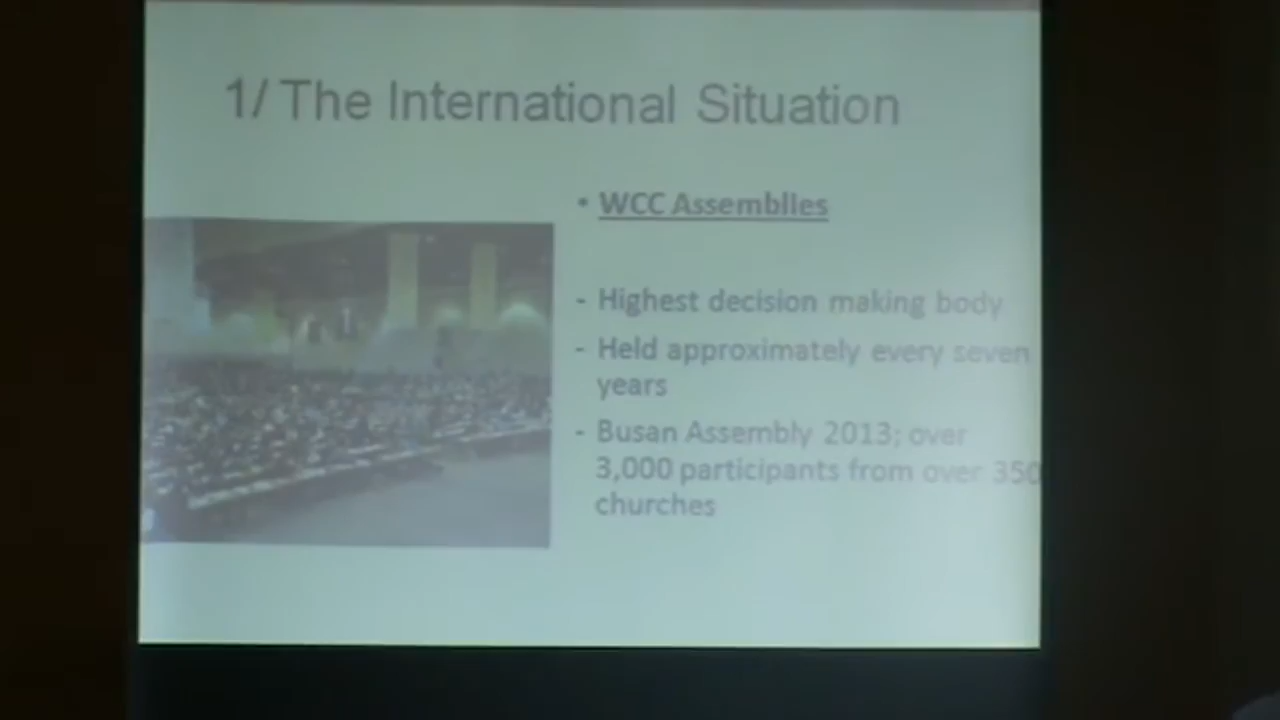 1/ The International Situation
• WCC Assemblies
- Highest decision making body
- Held approximately every seven
years
- Busan Assembly 2013; over
3,000 participants from over 350
churches